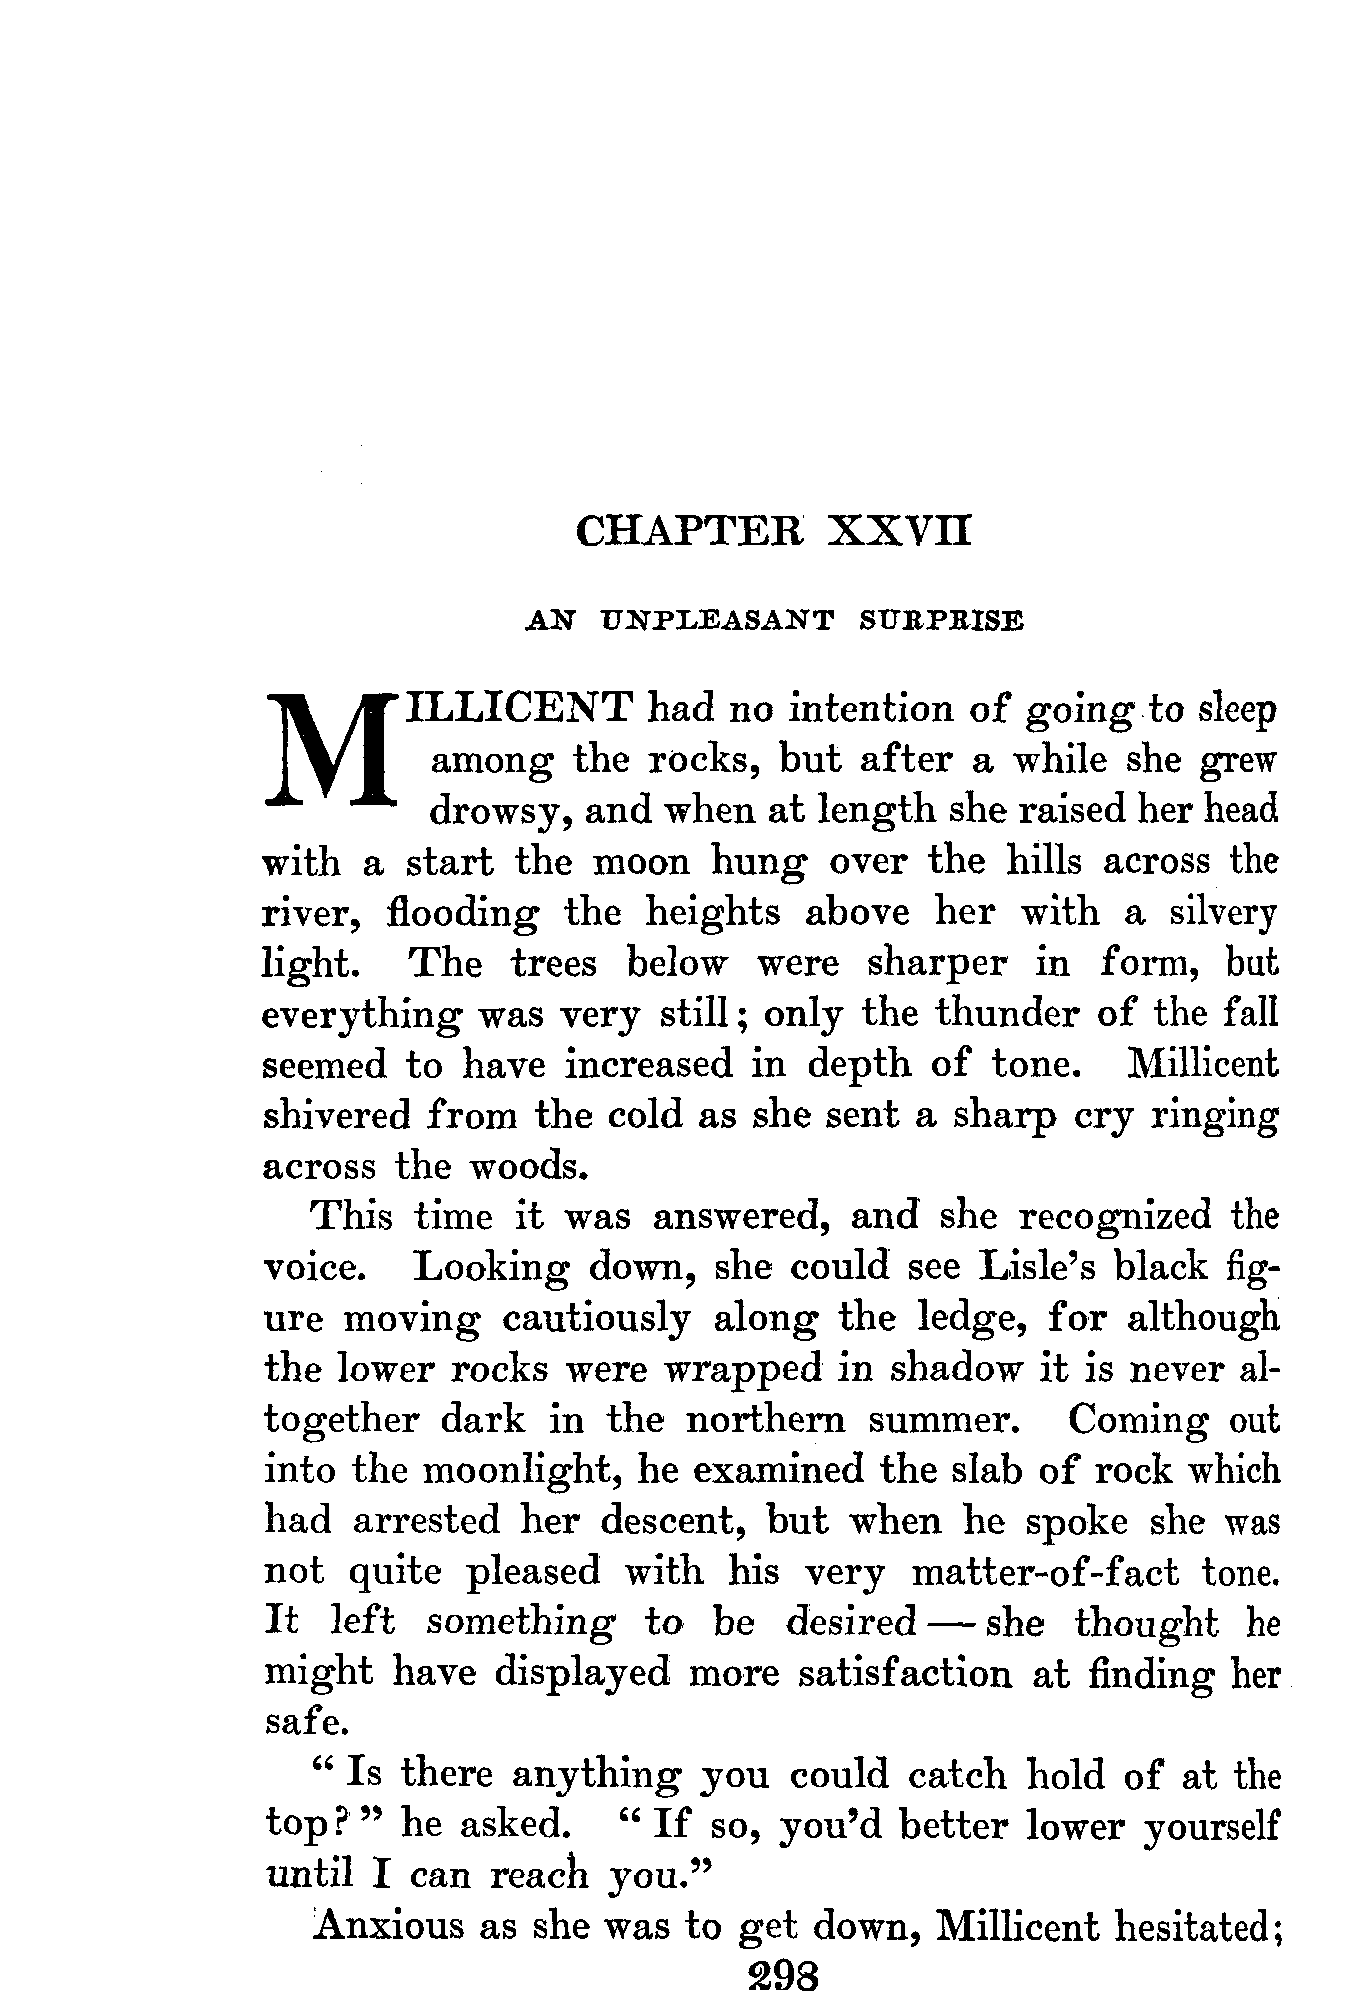 CHAPTER XXVII
AN UNPLEASANT SURPRISE
MILLICENT had no intention of going to sleep
among the rocks, but after a while she grew
drowsy, and when at length she raised her head
with a start the moon hung over the hills across the
river, flooding the heights above her with a silvery
light. The trees below were sharper in form, but
everything was very still; only the thunder of the fall
seemed to have increased in depth of tone. Millicent
shivered from the cold as she sent a sharp cry ringing
across the woods.
This time it was answered, and she recognized the
voice. Looking down, she could see Lisle's black fig-
ure moving cautiously along the ledge, for although
the lower rocks were wrapped in shadow it is never al-
together dark in the northern summer. Coming out
into the moonlight, he examined the slab of rock which
had arrested her descent, but when he spoke she was
not quite pleased with his very matter-of-fact tone.
It left something to be desired — she thought he
might have displayed more satisfaction at finding her
safe.
“ Is there anything you could catch hold of at the
top?” he asked. “ If so, you'd better lower yourself
until I can reach you.”
Anxious as she was to get down, Millicent hesitated;
298